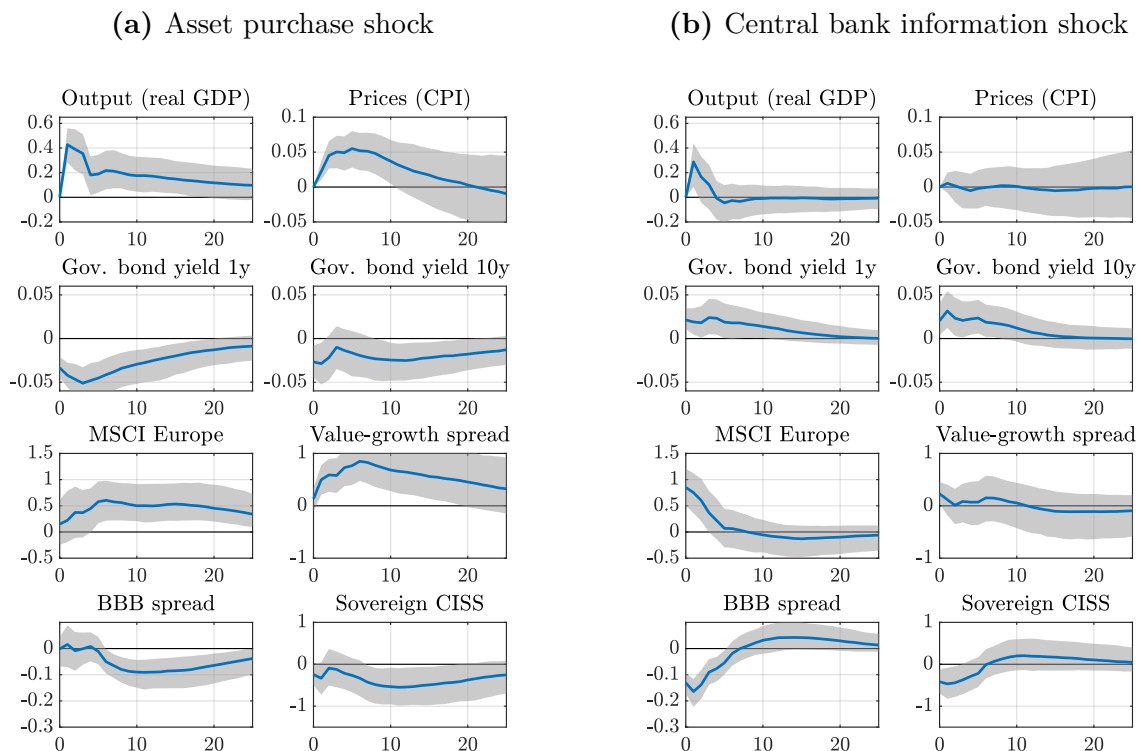 (a) Asset purchase shock
(b) Central bank information shock
Output (real GDP)
Prices (CPI)
Output (real GDP)
Prices (CPI)
0.6
0.4
0.2
0
-0.2
0 10 20
0.1
0.05
0
-0.05
0 10 20
0.6
0.4
0.2
0
-0.2
0 10 20
0.1
0.05
0
-0.05
0 10 20
Gov. bond yield 1y
Gov. bond yield 10y
Gov. bond yield 1y
Gov. bond yield 10y
0.05
0
-0.05
0 10 20
0.05
0
-0.05
0 10 20
0.05
0
-0.05
0 10 20
0.05
0
-0.05
0 10 20
MSCI Europe
Value-growth spread
MSCI Europe
Value-growth spread
1.5
1
0.5
0
-0.5
0 10 20
1
0
-1
0 10 20
1.5
1
0.5
0
-0.5
0 10 20
1
0
-1
0 10 20
BBB spread
Sovereign CISS
BBB spread
Sovereign CISS
0
-0.1
-0.2
-0.3
0 10 20
1
0
-1
0 10 20
0
-0.1
-0.2
-0.3
0 10 20
1
0
-1
0 10 20